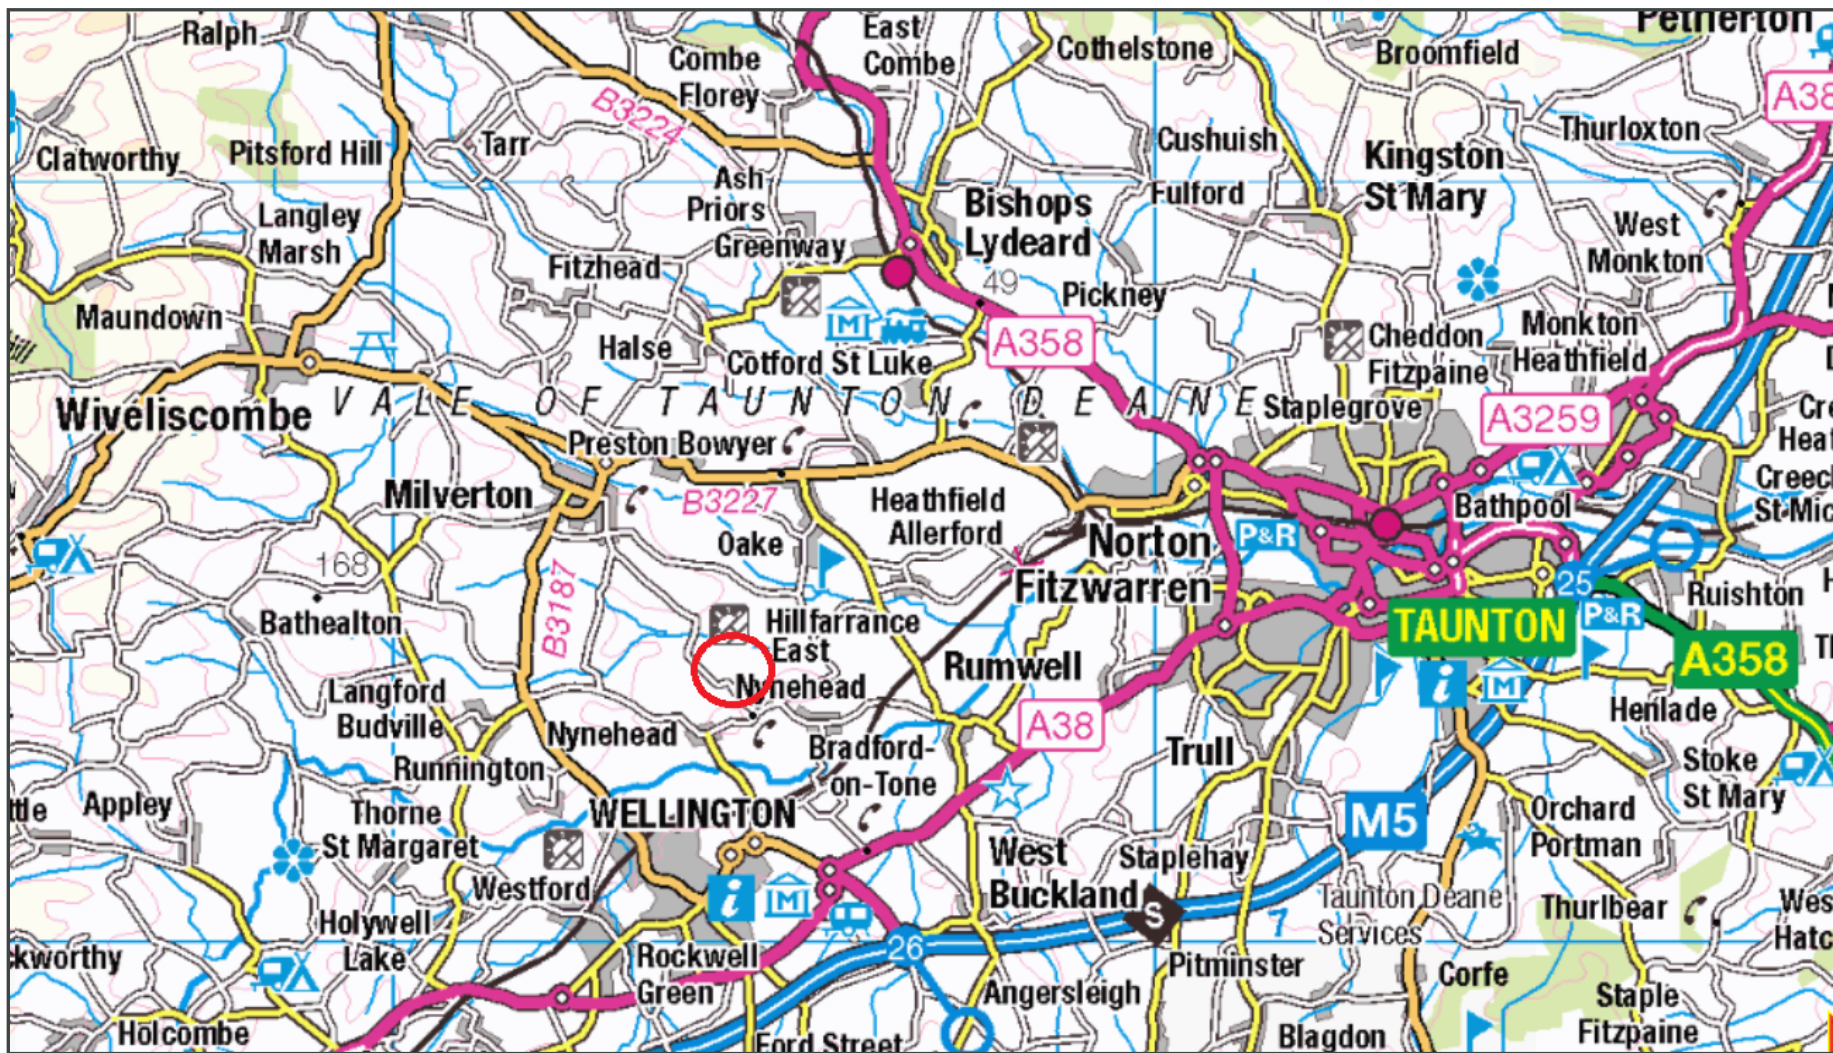 Ralph
East
Combe
Cothelstone
Broomfield
Petherton
Combe
Florey
A38
B3224
Tarr
Clatworthy
Pitsford Hill
Cushuish
Thurloxton
Kingston
St Mary
Ash
Priors
Fulford
Langley
Marsh
Bishops
Lydeard
West
Monkton
Greenway
Fitzhead
49
Pickney
Maundown
Halse
A358
Cheddon
Fitzpaine
Monkton
Heathfield
Cotford St Luke
M
VALE OF TAUNTON DEANE
Wiveliscombe
Staplegrove
A3259
Preston Bowyer
Milverton
B3227
Heathfield
Allerford
Bathpool
Creech
St Mic
Oake
Norton
Fitzwarren
P&R
168
25
Ruishton
B3187
Bathealton
Hillfarrance
TAUNTON
P&R
East
Nynehead
Rumwell
A358
Langford
Budville
i
M
Henlade
Nynehead
A38
Bradford-
on-Tone
Trull
Stoke
St Mary
Runnington
Appley
Thorne
St Margaret
WELLINGTON
M5
Orchard
Portman
West
Buckland
Staplehay
Westford
i
M
S
7
Taunton Deane
Services
Thurlbear
Holywell
Lake
26
Rockwell
Green
Pitminster
Corfe
Angersleigh
Staple
Fitzpaine
Holcombe
Ford Street
Blagdon